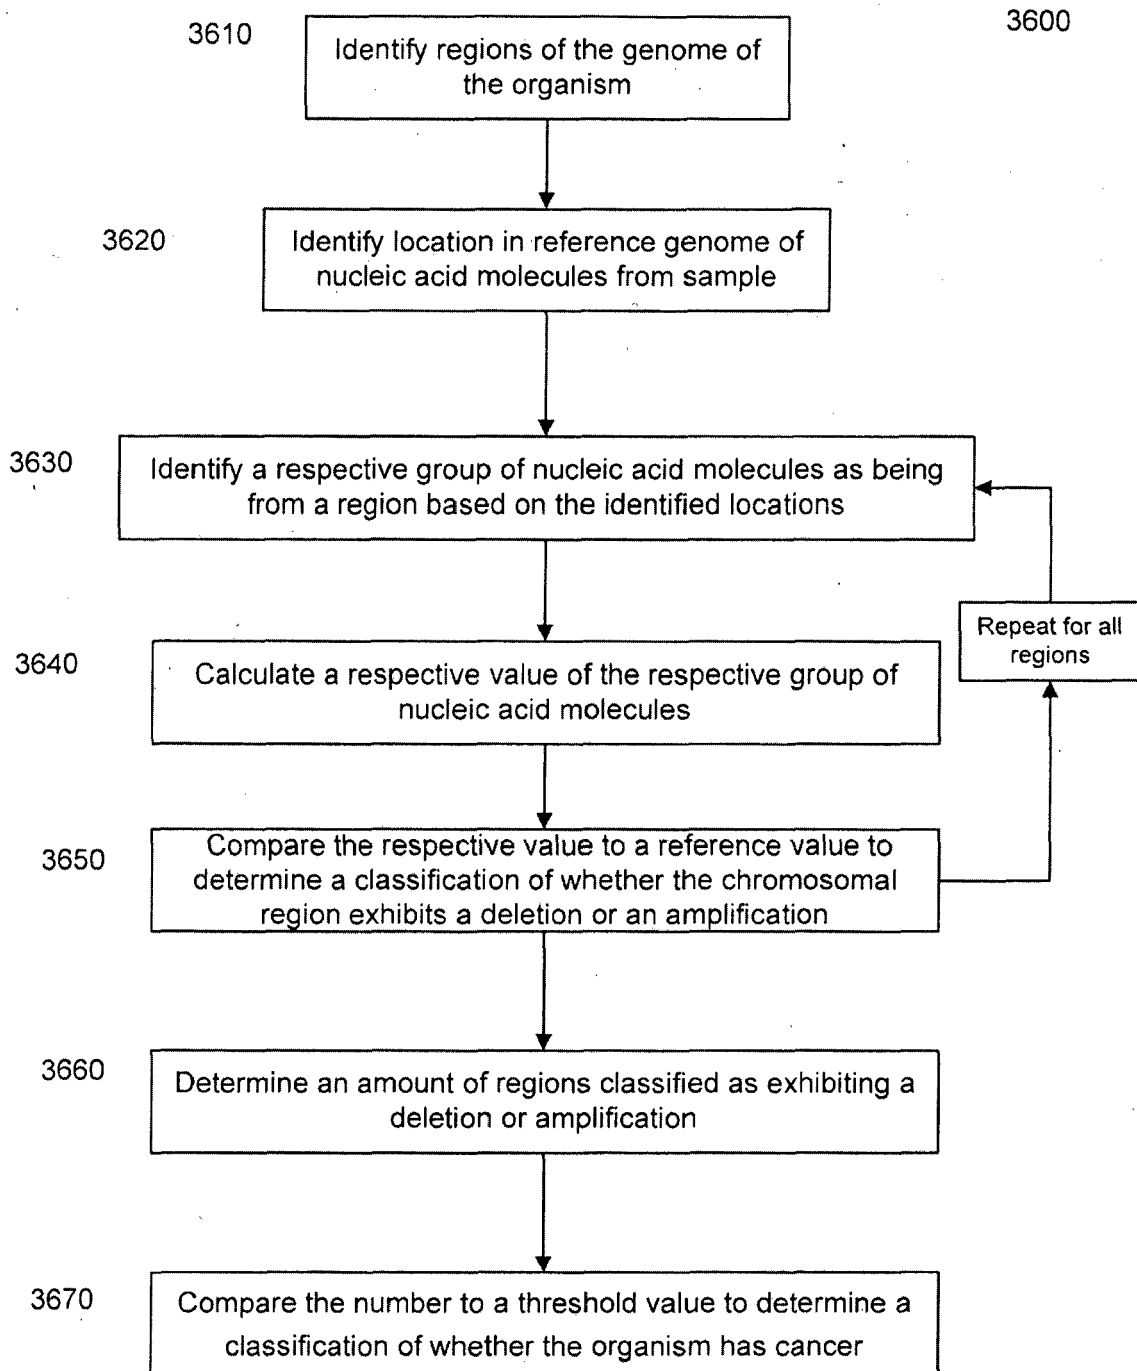 3600
3610
Identify regions of the genome of
the organism
3620
Identify location in reference genome of
nucleic acid molecules from sample
3630
Identify a respective group of nucleic acid molecules as being
from a region based on the identified locations
Repeat for all
regions
3640
Calculate a respective value of the respective group of
nucleic acid molecules
3650
Compare the respective value to a reference value to
determine a classification of whether the chromosomal
region exhibits a deletion or an amplification
3660
Determine an amount of regions classified as exhibiting a
deletion or amplification
3670
Compare the number to a threshold value to determine a
classification of whether the organism has cancer